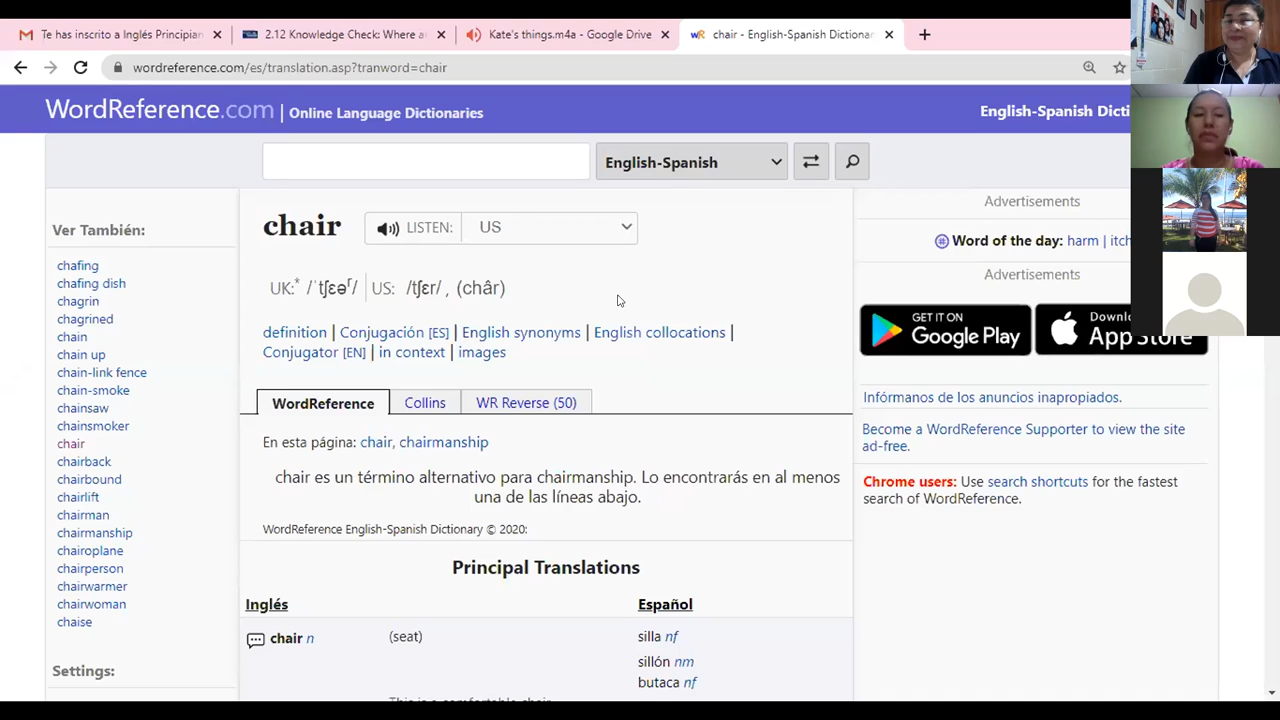 Te has inscrito a Inglés Principian
2.12 Knowledge Check: Where a
Kate's things.m4a - Google Drive
wR chair - English-Spanish Dictionar
wordreference.com/es/translation.asp?tranword=chair
WordReference.com | Online Language Dictionaries
English-Spanish Dicti
English-Spanish
Ver También:
chafing
chafing dish
chagrin
chagrined
chain
chain up
chain-link fence
chain-smoke
chainsaw
chainsmoker
chair
chairback
chairbound
chairlift
chairman
chairmanship
chairoplane
chairperson
chairwarmer
chairwoman
chaise
Settings:
chair LISTEN: US
UK:* /ˈtʃɛəʳ/ US: /tʃɛr/ , (châr)
definition | Conjugación [ES] | English synonyms | English collocations |
Conjugator [EN] | in context | images
WordReference Collins WR Reverse (50)
En esta página: chair, chairmanship
chair es un término alternativo para chairmanship. Lo encontrarás en al menos
una de las líneas abajo.
WordReference English-Spanish Dictionary © 2020:
Principal Translations
Inglés Español
chair n (seat) silla nf
sillón nm
butaca nf
This is a comfortable chair
Advertisements
Word of the day: harm | itch
Advertisements
GET IT ON
Google Play
Downl
App Store
Infórmanos de los anuncios inapropiados.
Become a WordReference Supporter to view the site
ad-free.
Chrome users: Use search shortcuts for the fastest
search of WordReference.